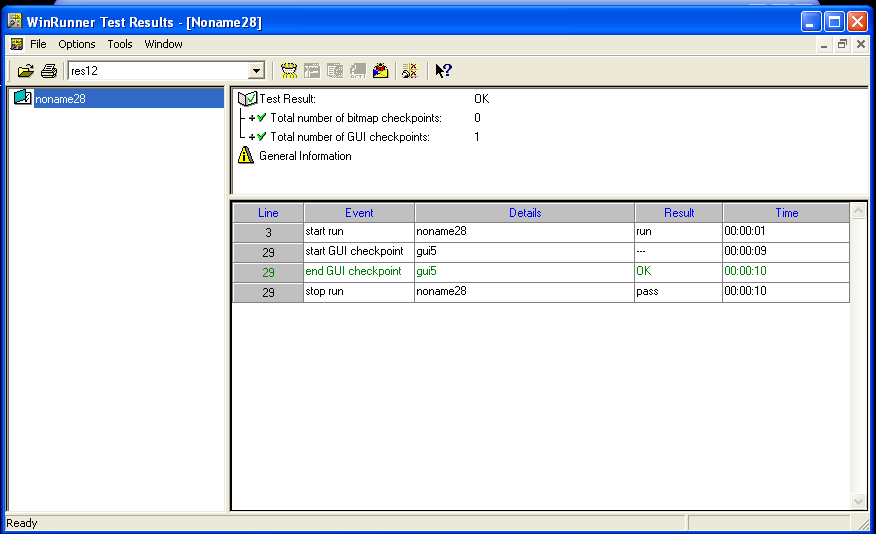 WinRunner Test Results - [Noname28]
File Options Tools Window
res12
noname28
Test Result: OK
Total number of bitmap checkpoints: 0
Total number of GUI checkpoints: 1
General Information
Line Event Details Result Time
3 start run noname28 run 00:00:01
29 start GUI checkpoint gui5 --- 00:00:09
29 end GUI checkpoint gui5 OK 00:00:10
29 stop run noname28 pass 00:00:10
Ready